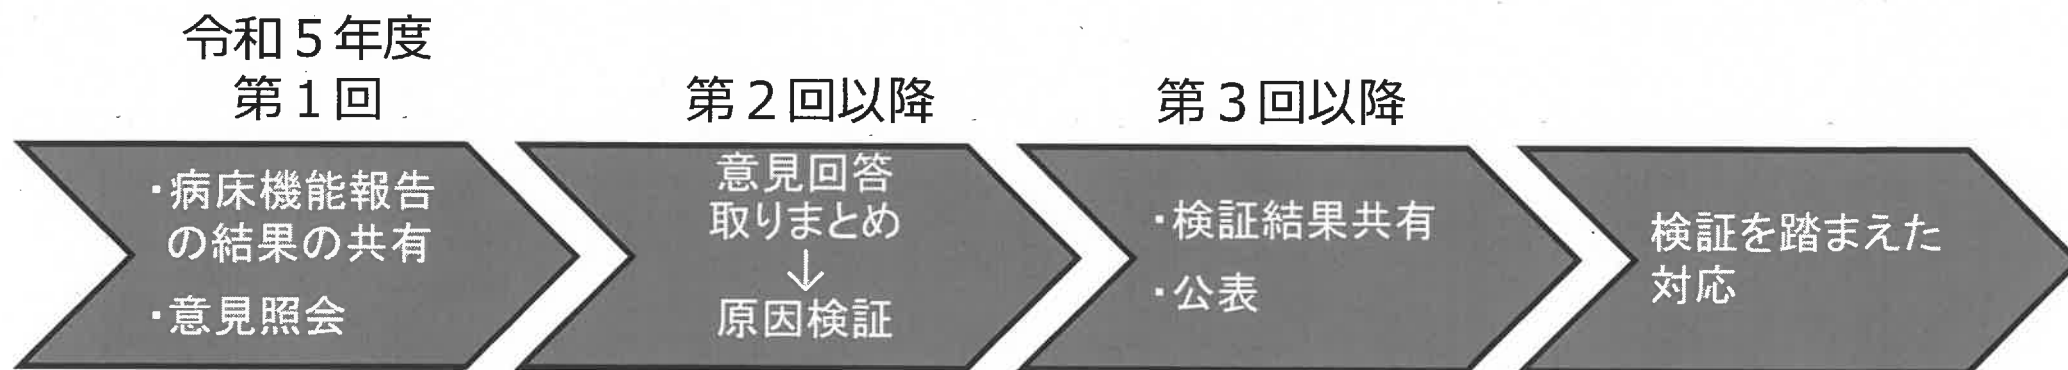 令和５年度
第１回
・病床機能報告
の結果の共有
・意見照会
第２回以降
意見回答
取りまとめ
↓
原因検証
第３回以降
・検証結果共有
・公表
検証を踏まえた
対応